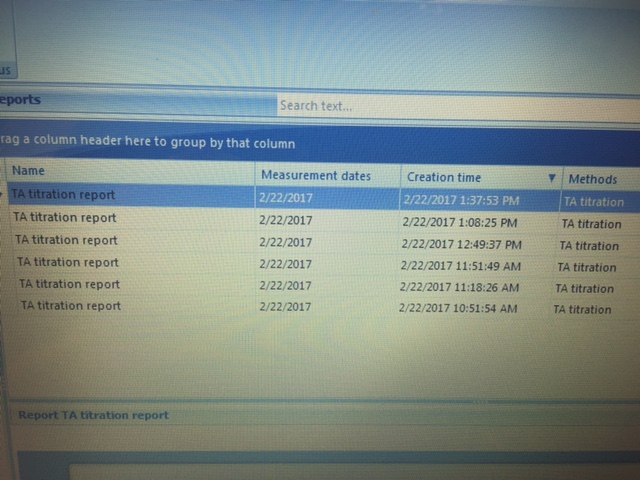 us
eports
Search text...
rag a column header here to group by that column
Name Measurement dates Creation time Methods
TA titration report 2/22/2017 2/22/2017 1:37:53 PM TA titration
TA titration report 2/22/2017 2/22/2017 1:08:25 PM TA titration
TA titration report 2/22/2017 2/22/2017 12:49:37 PM TA titration
TA titration report 2/22/2017 2/22/2017 11:51:49 AM TA titration
TA titration report 2/22/2017 2/22/2017 11:18:26 AM TA titration
TA titration report 2/22/2017 2/22/2017 10:51:54 AM TA titration
Report TA titration report